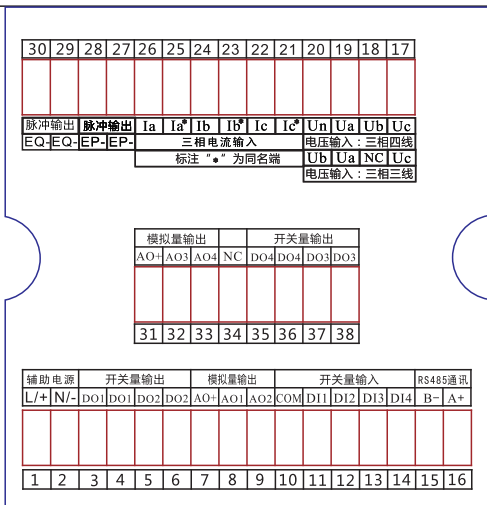 30 29 28 27 26 25 24 23 22 21 20 19 18 17
脉冲输出 脉冲输出 Ia Ia* Ib Ib* Ic Ic* Un Ua Ub Uc
EQ- EQ- EP- EP- 三相电流输入 电压输入：三相四线
标注 "*" 为同名端 Ub Ua NC Uc
电压输入：三相三线
模拟量输出 开关量输出
AO+ AO3 AO4 NC DO4 DO4 DO3 DO3
31 32 33 34 35 36 37 38
辅助电源 开关量输出 模拟量输出 开关量输入 RS485通讯
L/+ N/- DO1 DO1 DO2 DO2 AO+ AO1 AO2 COM DI1 DI2 DI3 DI4 B- A+
1 2 3 4 5 6 7 8 9 10 11 12 13 14 15 16